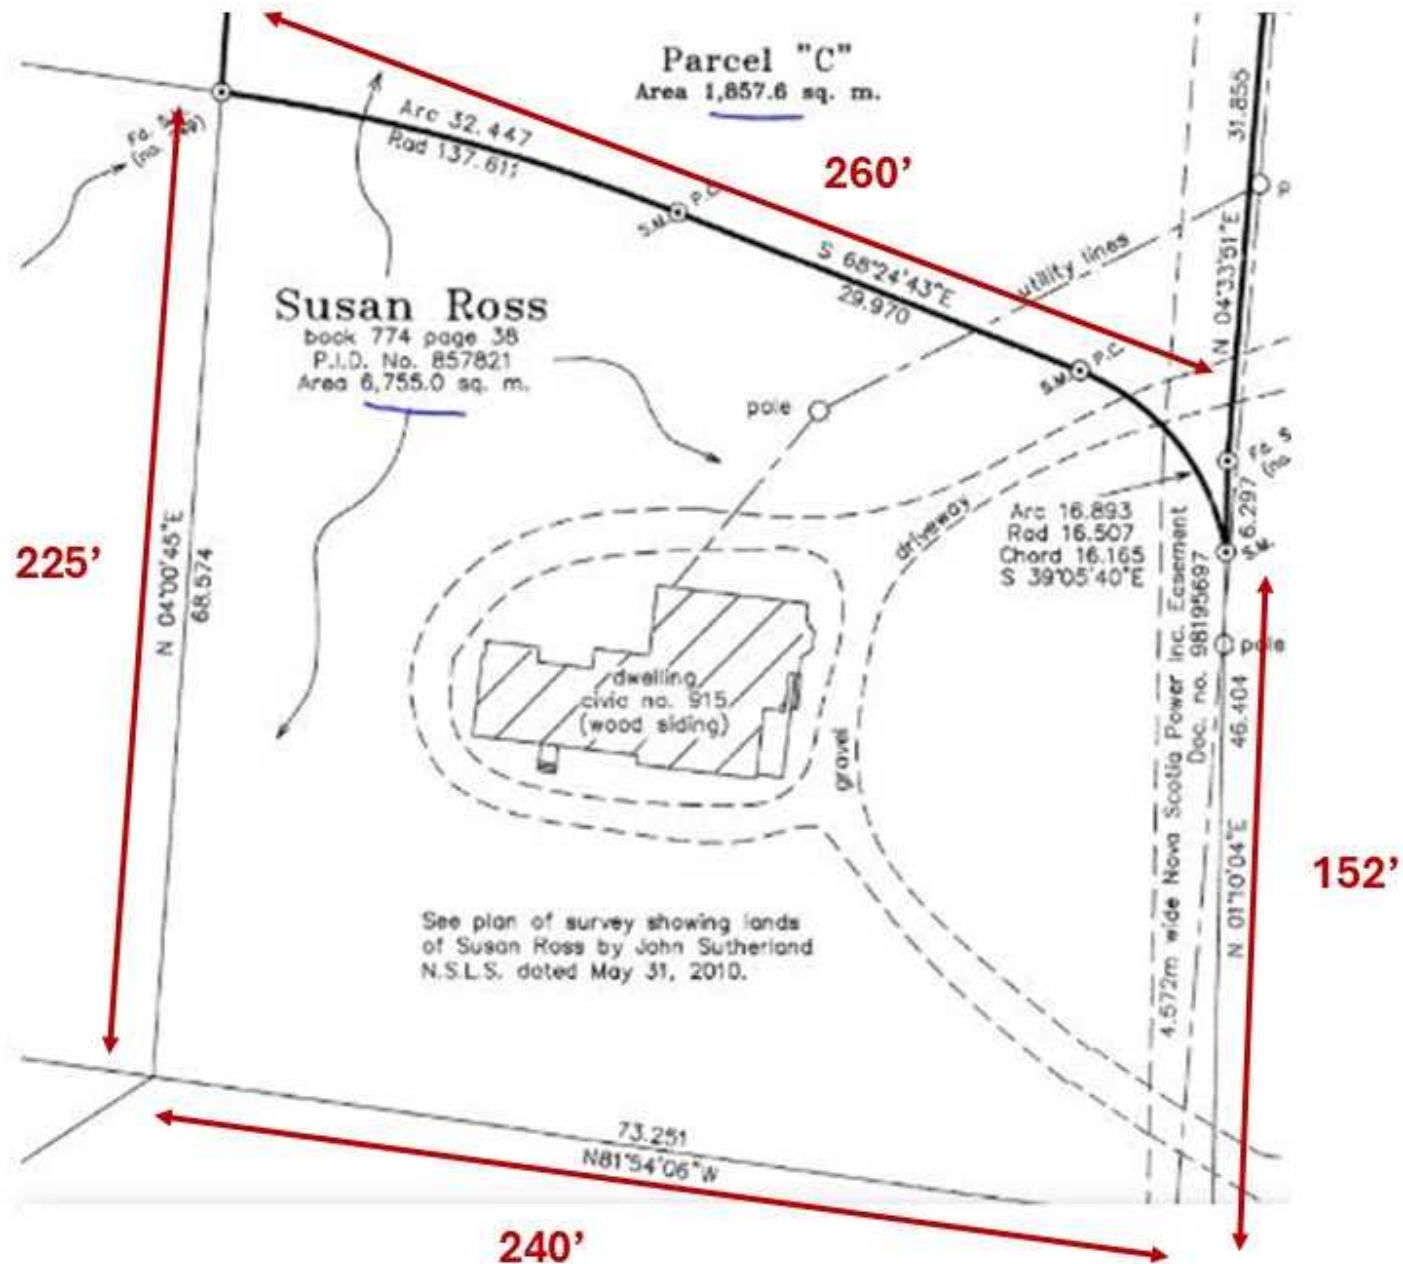 Parcel "C"
Area 1,857.6 sq. m.
31.855
Arc 32.447
Rad 137.611
260'
S.M. P.C.
N 04°33'51"E
S 68°24'43"E
29.970
utility lines
Susan Ross
book 774 page 38
P.I.D. No. 857821
Area 6,755.0 sq. m.
pole
S.M. P.C.
6.297
S.M.
driveway
Arc 16.893
Rad 16.507
Chord 16.165
S 39°05'40"E
225'
N 04°00'45"E
68.574
pole
dwelling
civic no. 915
(wood siding)
gravel
4.572m wide Nova Scotia Power Inc. Easement
Doc. no. 98195697
46.404
N 01°10'04"E
152'
See plan of survey showing lands
of Susan Ross by John Sutherland
N.S.L.S. dated May 31, 2010.
73.251
N81°54'06"W
240'